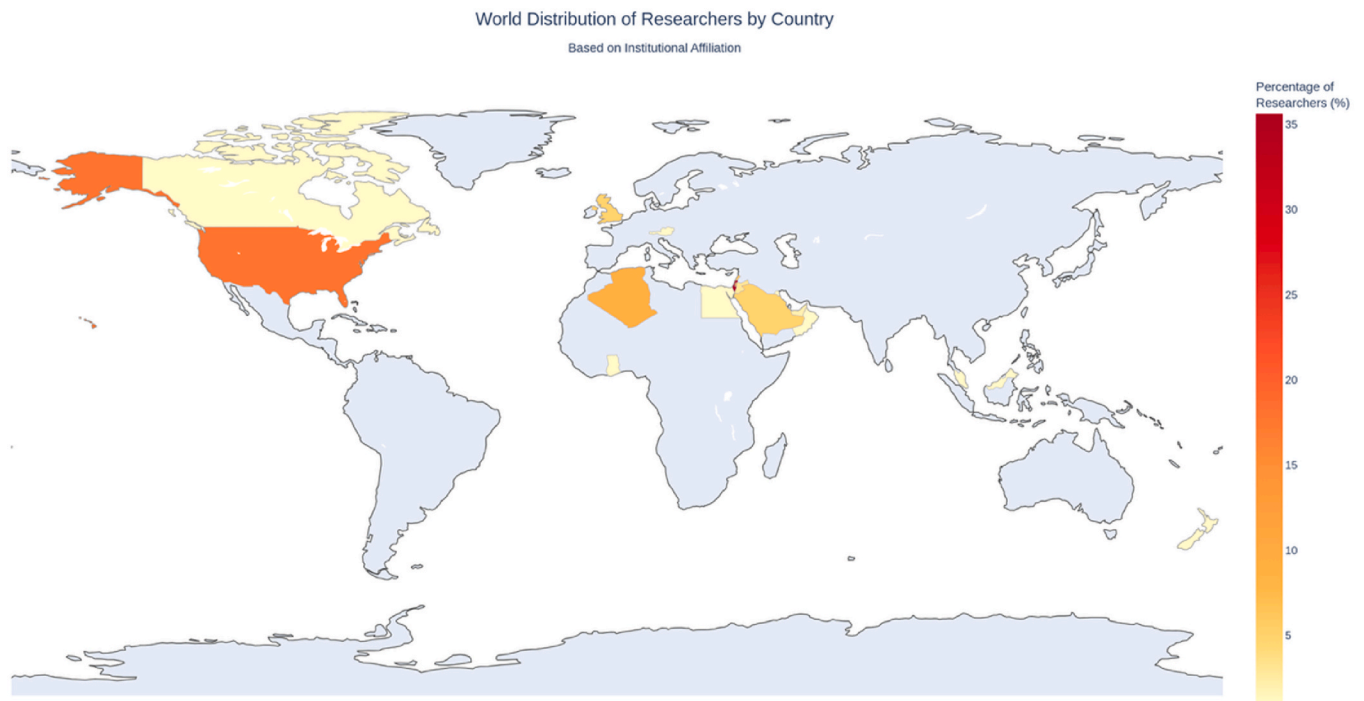 World Distribution of Researchers by Country
Based on Institutional Affiliation
Percentage of
Researchers (%)
35
30
25
20
15
10
5